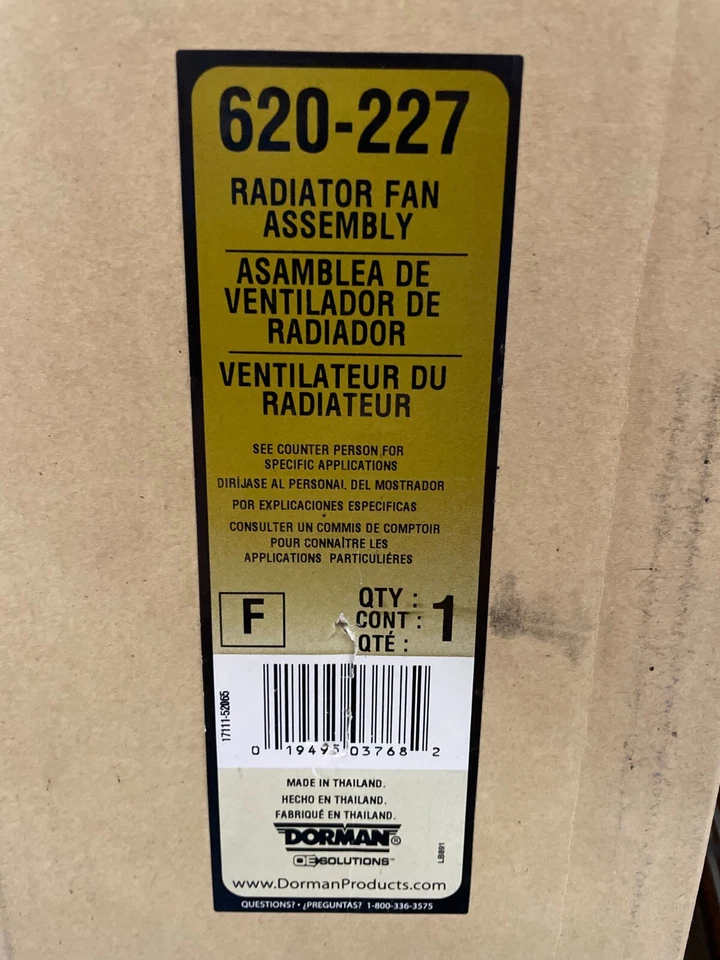 620-227
RADIATOR FAN
ASSEMBLY
ASAMBLEA DE
VENTILADOR DE
RADIADOR
VENTILATEUR DU
RADIATEUR
SEE COUNTER PERSON FOR
SPECIFIC APPLICATIONS
DIRÍJASE AL PERSONAL DEL MOSTRADOR
POR EXPLICACIONES ESPECIFICAS
CONSULTER UN COMMIS DE COMPTOIR
POUR CONNAÎTRE LES
APPLICATIONS PARTICULIÉRES
F
QTY :
CONT : 1
QTÉ :
17111-52065
0 19495 03768 2
MADE IN THAILAND.
HECHO EN THAILAND.
FABRIQUÉ EN THAILAND.
DORMAN®
OE SOLUTIONS™
LB891
www.DormanProducts.com
QUESTIONS? • ¿PREGUNTAS? 1-800-336-3575